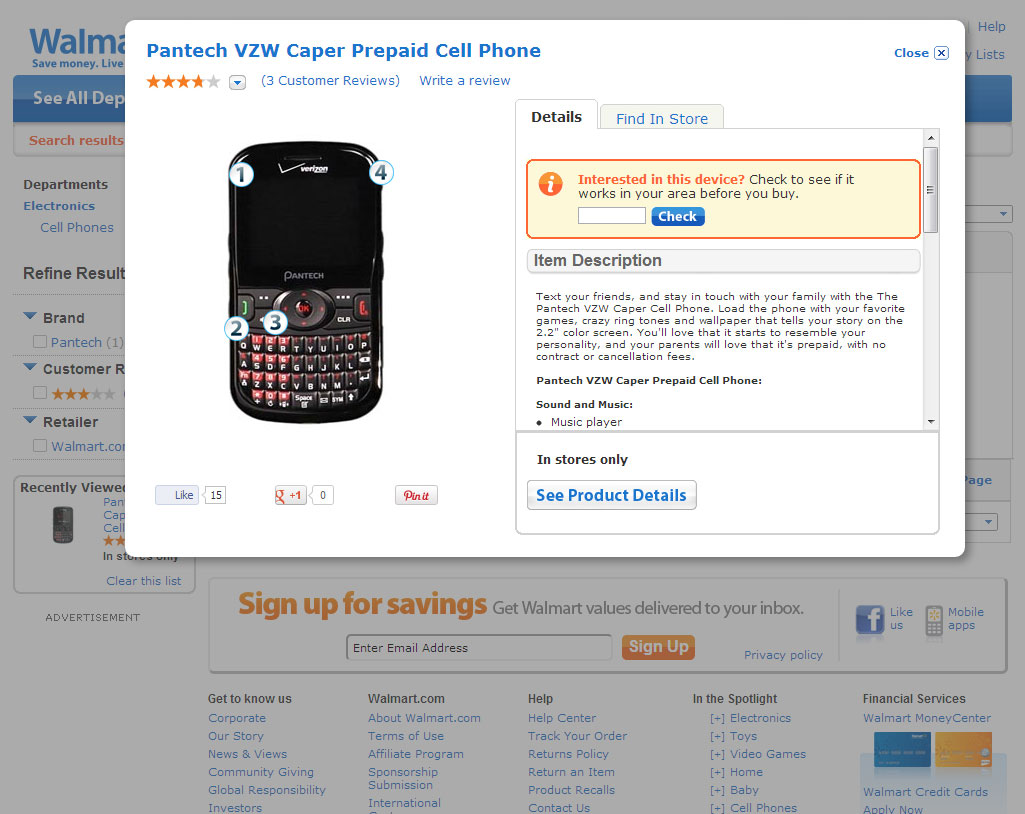 Walma
Save money. Live
Help
y Lists
See All Dep
Search results
Departments
Electronics
Cell Phones
Refine Result
Brand
Pantech (1)
Customer R
Retailer
Walmart.com
Recently Viewed
Pan
Cap
Cell
In stores only
Clear this list
ADVERTISEMENT
Page
Pantech VZW Caper Prepaid Cell Phone
Close
(3 Customer Reviews)
Write a review
1
4
verizon
PANTECH
OK
CLR
2
3
Q W E R T Y U I O P
A S D F G H J K L
Z X C V B N M
Space
SYM
Like
15
g +1
0
Pin it
Details
Find In Store
Interested in this device? Check to see if it
works in your area before you buy.
Check
Item Description
Text your friends, and stay in touch with your family with the The
Pantech VZW Caper Cell Phone. Load the phone with your favorite
games, crazy ring tones and wallpaper that tells your story on the
2.2" color screen. You'll love that it starts to resemble your
personality, and your parents will love that it's prepaid, with no
contract or cancellation fees.
Pantech VZW Caper Prepaid Cell Phone:
Sound and Music:
• Music player
In stores only
See Product Details
Sign up for savings Get Walmart values delivered to your inbox.
Enter Email Address
Sign Up
Privacy policy
f
Like
us
Mobile
apps
Get to know us
Corporate
Our Story
News & Views
Community Giving
Global Responsibility
Investors
Walmart.com
About Walmart.com
Terms of Use
Affiliate Program
Sponsorship
Submission
International
Help
Help Center
Track Your Order
Returns Policy
Return an Item
Product Recalls
Contact Us
In the Spotlight
[+] Electronics
[+] Toys
[+] Video Games
[+] Home
[+] Baby
[+] Cell Phones
Financial Services
Walmart MoneyCenter
Walmart Credit Cards
Apply Now